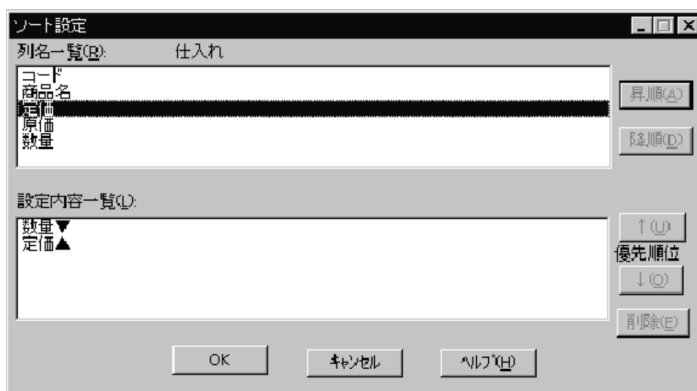 ソート設定
列名一覧(R): 仕入れ
コード
商品名
定価
原価
数量
昇順(A)
降順(D)
設定内容一覧(L):
数量▼
定価▲
↑(U)
優先順位
↓(O)
削除(E)
OK キャンセル ヘルプ(H)